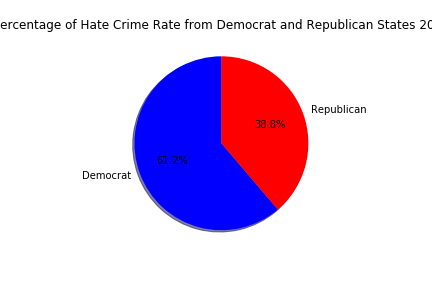 ercentage of Hate Crime Rate from Democrat and Republican States 20
Republican
38.8%
61.2%
Democrat